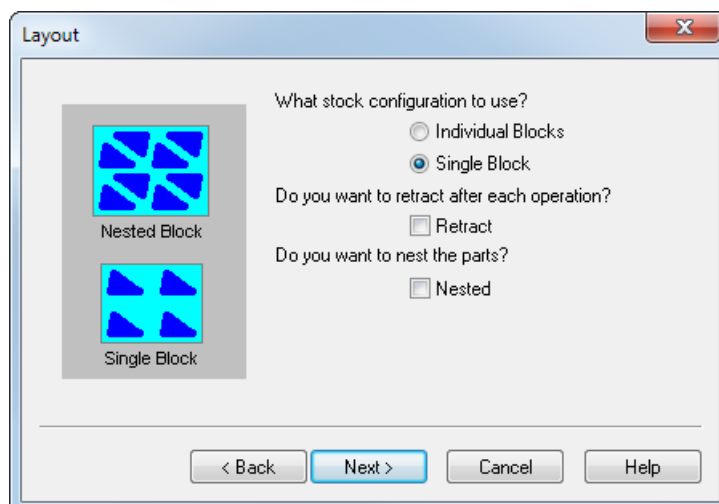 Layout
What stock configuration to use?
Individual Blocks
Single Block
Do you want to retract after each operation?
Retract
Do you want to nest the parts?
Nested
Nested Block
Single Block
< Back
Next >
Cancel
Help